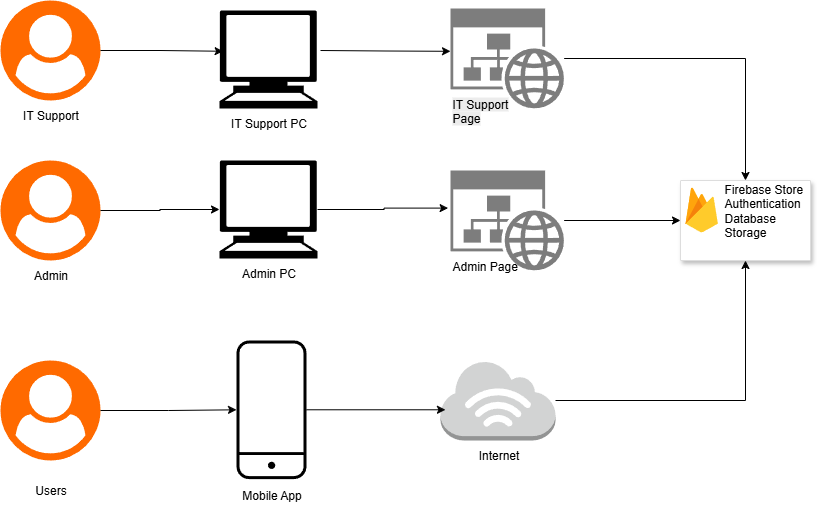 IT Support
IT Support PC
IT Support
Page
Admin
Admin PC
Admin Page
Firebase Store
Authentication
Database
Storage
Users
Mobile App
Internet